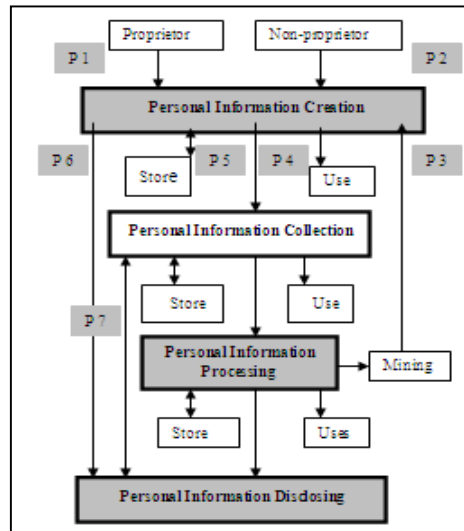 Proprietor
Non-proprietor
P 1
P 2
Personal Information Creation
P 6
P 5
P 4
P 3
Store
Use
Personal Information Collection
Store
Use
P 7
Personal Information
Processing
Mining
Store
Uses
Personal Information Disclosing